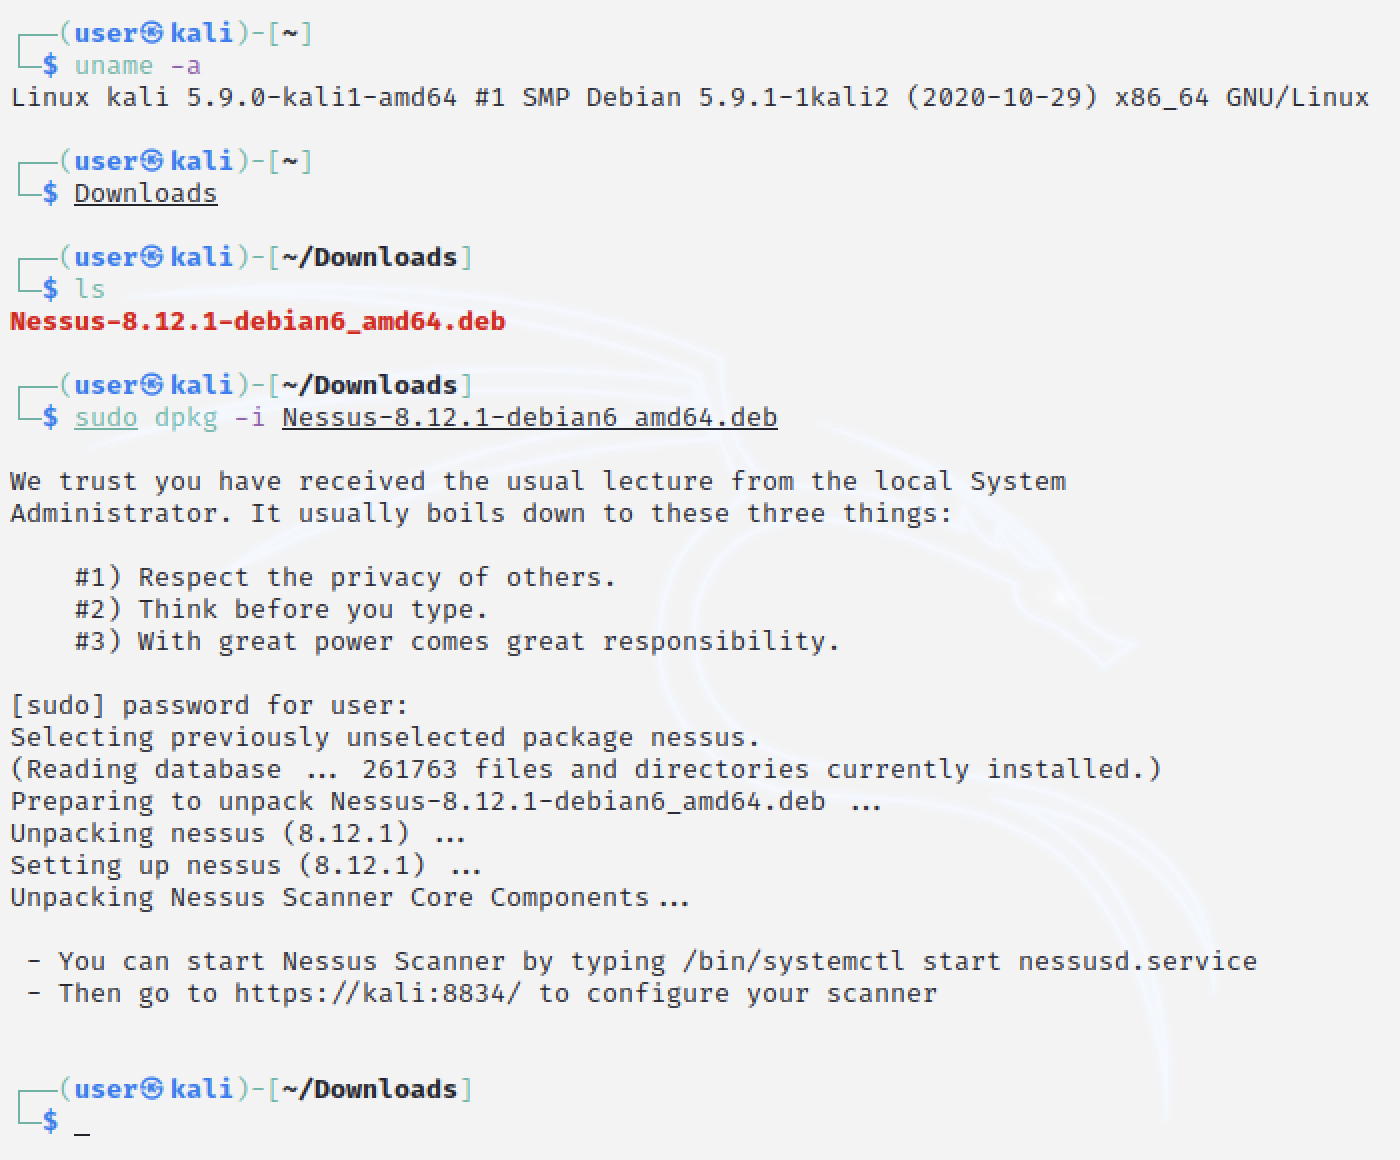 ┌──(user㉿kali)-[~]
└─$ uname -a
Linux kali 5.9.0-kali1-amd64 #1 SMP Debian 5.9.1-1kali2 (2020-10-29) x86_64 GNU/Linux
┌──(user㉿kali)-[~]
└─$ Downloads
┌──(user㉿kali)-[~/Downloads]
└─$ ls
Nessus-8.12.1-debian6_amd64.deb
┌──(user㉿kali)-[~/Downloads]
└─$ sudo dpkg -i Nessus-8.12.1-debian6_amd64.deb
We trust you have received the usual lecture from the local System
Administrator. It usually boils down to these three things:
#1) Respect the privacy of others.
#2) Think before you type.
#3) With great power comes great responsibility.
[sudo] password for user:
Selecting previously unselected package nessus.
(Reading database ... 261763 files and directories currently installed.)
Preparing to unpack Nessus-8.12.1-debian6_amd64.deb ...
Unpacking nessus (8.12.1) ...
Setting up nessus (8.12.1) ...
Unpacking Nessus Scanner Core Components...
- You can start Nessus Scanner by typing /bin/systemctl start nessusd.service
- Then go to https://kali:8834/ to configure your scanner
┌──(user㉿kali)-[~/Downloads]
└─$ _